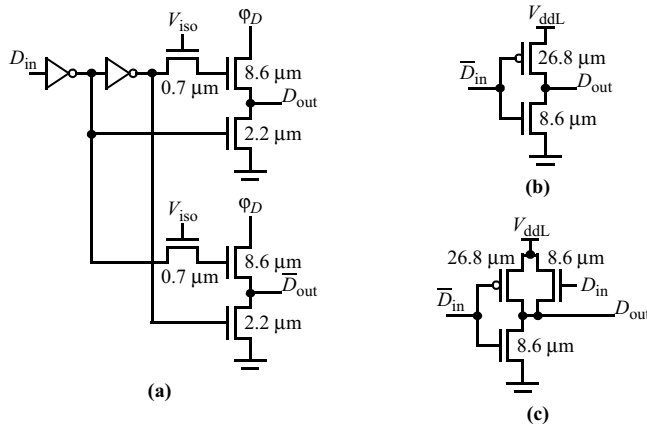 V_iso
φ_D
D_in
8.6 μm
0.7 μm
D_out
2.2 μm
V_iso
φ_D
8.6 μm
0.7 μm
D̅_out
2.2 μm
(a)
V_ddL
26.8 μm
D̅_in
D_out
8.6 μm
(b)
V_ddL
26.8 μm
8.6 μm
D̅_in
D_in
D_out
8.6 μm
(c)